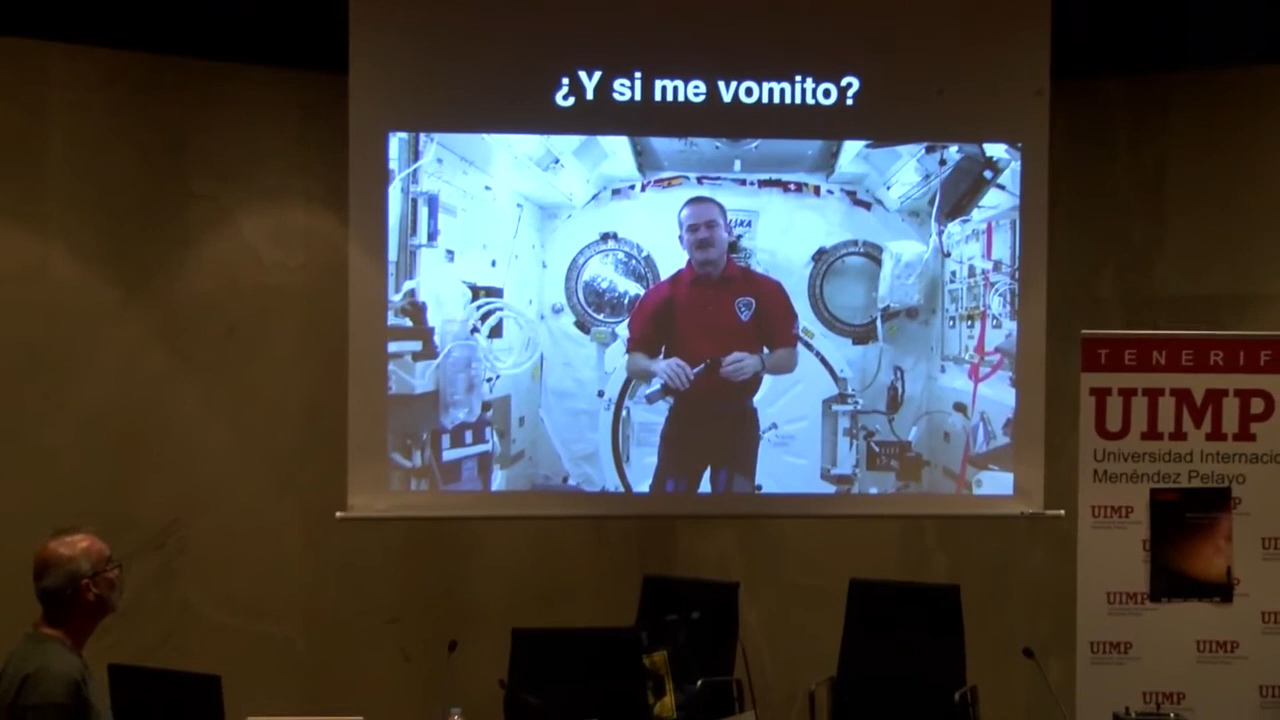 ¿Y si me vomito?
TENERIF
UIMP
Universidad Internacio
Menéndez Pelayo
UIMP
UIMP
UIMP
UIMP
UIMP